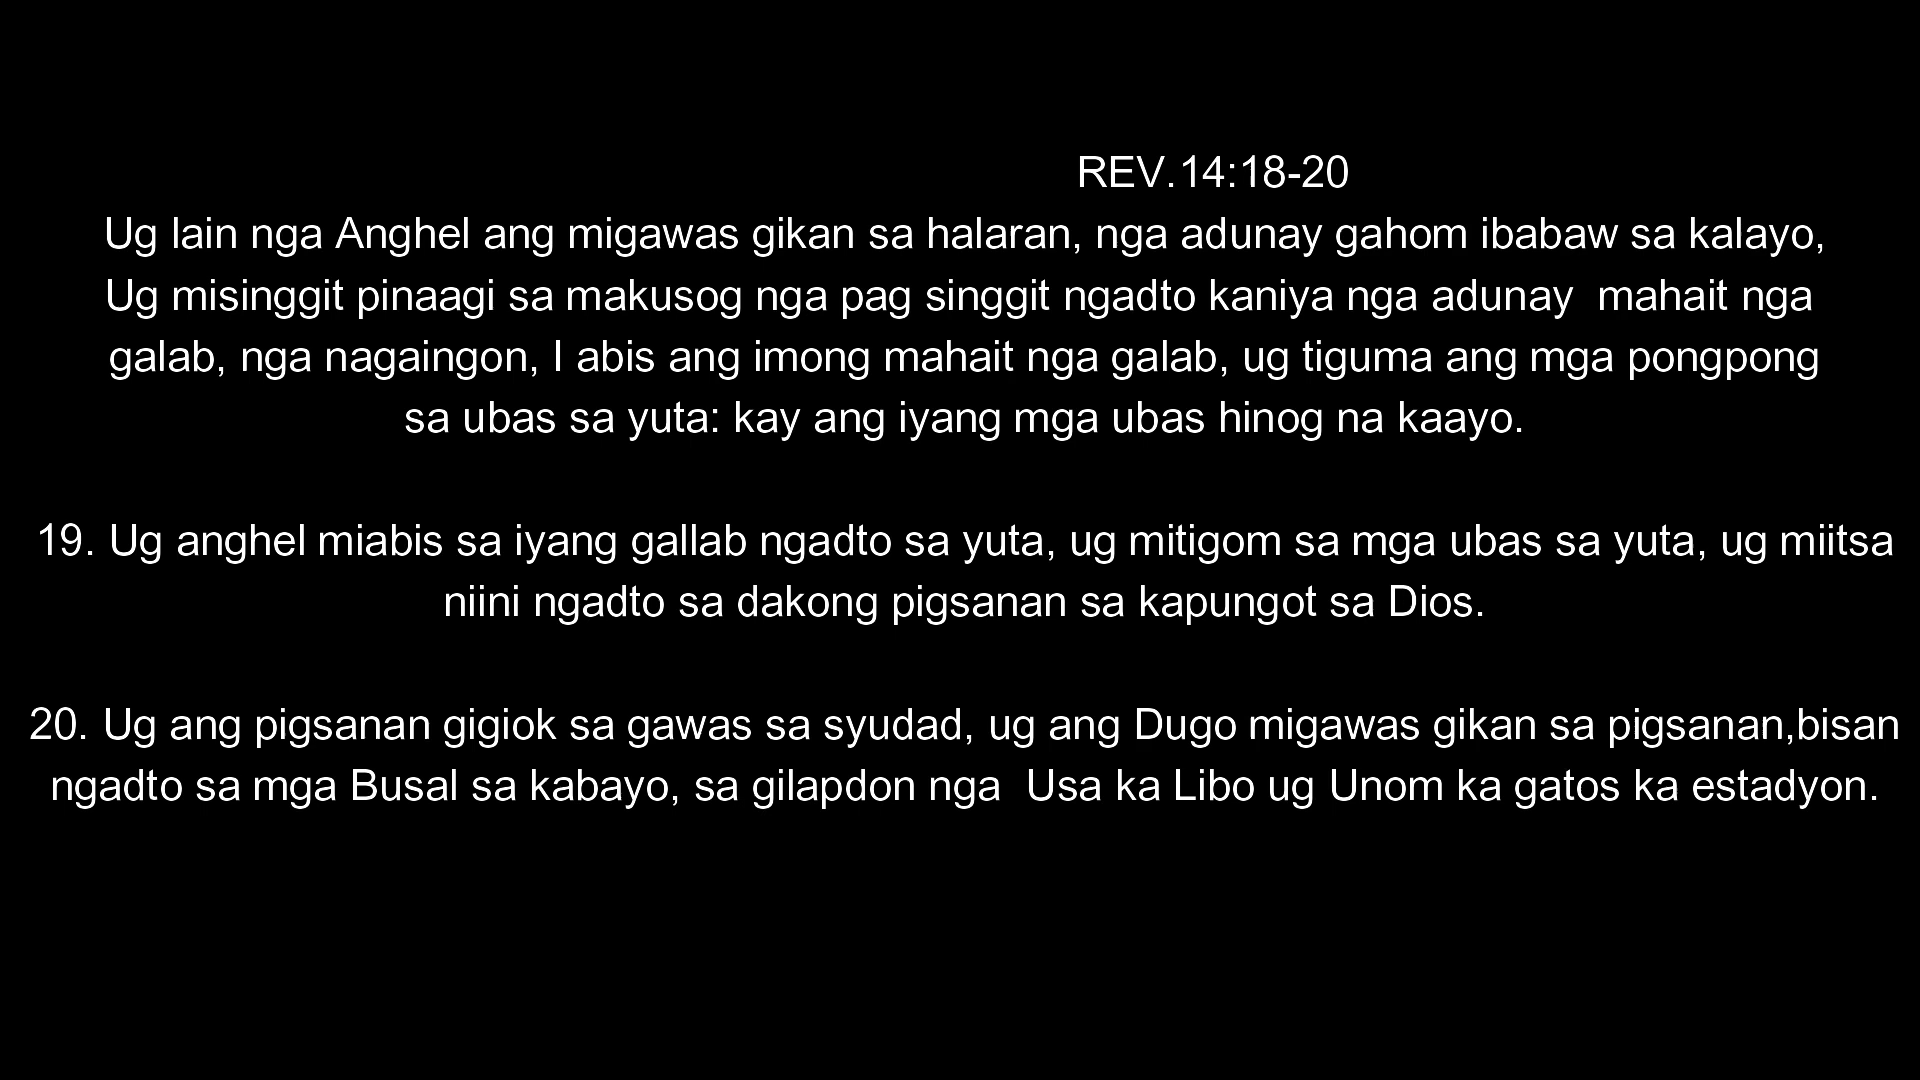 REV.14:18-20
Ug lain nga Anghel ang migawas gikan sa halaran, nga adunay gahom ibabaw sa kalayo,
Ug misinggit pinaagi sa makusog nga pag singgit ngadto kaniya nga adunay  mahait nga
galab, nga nagaingon, I abis ang imong mahait nga galab, ug tiguma ang mga pongpong
sa ubas sa yuta: kay ang iyang mga ubas hinog na kaayo.
19. Ug anghel miabis sa iyang gallab ngadto sa yuta, ug mitigom sa mga ubas sa yuta, ug miitsa
niini ngadto sa dakong pigsanan sa kapungot sa Dios.
20. Ug ang pigsanan gigiok sa gawas sa syudad, ug ang Dugo migawas gikan sa pigsanan,bisan
ngadto sa mga Busal sa kabayo, sa gilapdon nga  Usa ka Libo ug Unom ka gatos ka estadyon.